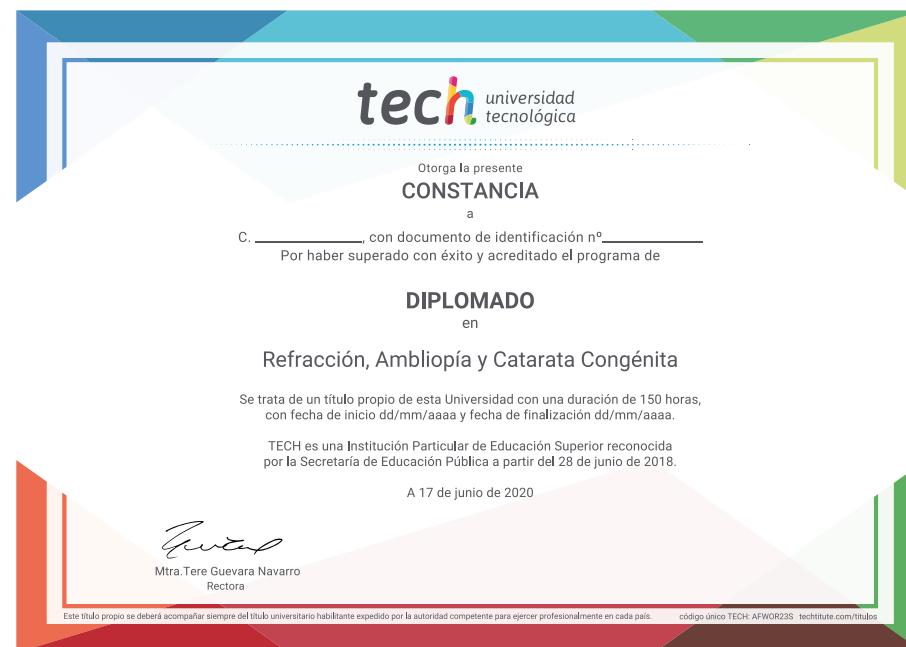 tech universidad
tecnológica
Otorga la presente
CONSTANCIA
a
C. ____________, con documento de identificación nº____________
Por haber superado con éxito y acreditado el programa de
DIPLOMADO
en
Refracción, Ambliopía y Catarata Congénita
Se trata de un título propio de esta Universidad con una duración de 150 horas,
con fecha de inicio dd/mm/aaaa y fecha de finalización dd/mm/aaaa.
TECH es una Institución Particular de Educación Superior reconocida
por la Secretaría de Educación Pública a partir del 28 de junio de 2018.
A 17 de junio de 2020
Mtra.Tere Guevara Navarro
Rectora
Este título propio se deberá acompañar siempre del título universitario habilitante expedido por la autoridad competente para ejercer profesionalmente en cada país. código único TECH: AFWOR23S techtitute.com/titulos